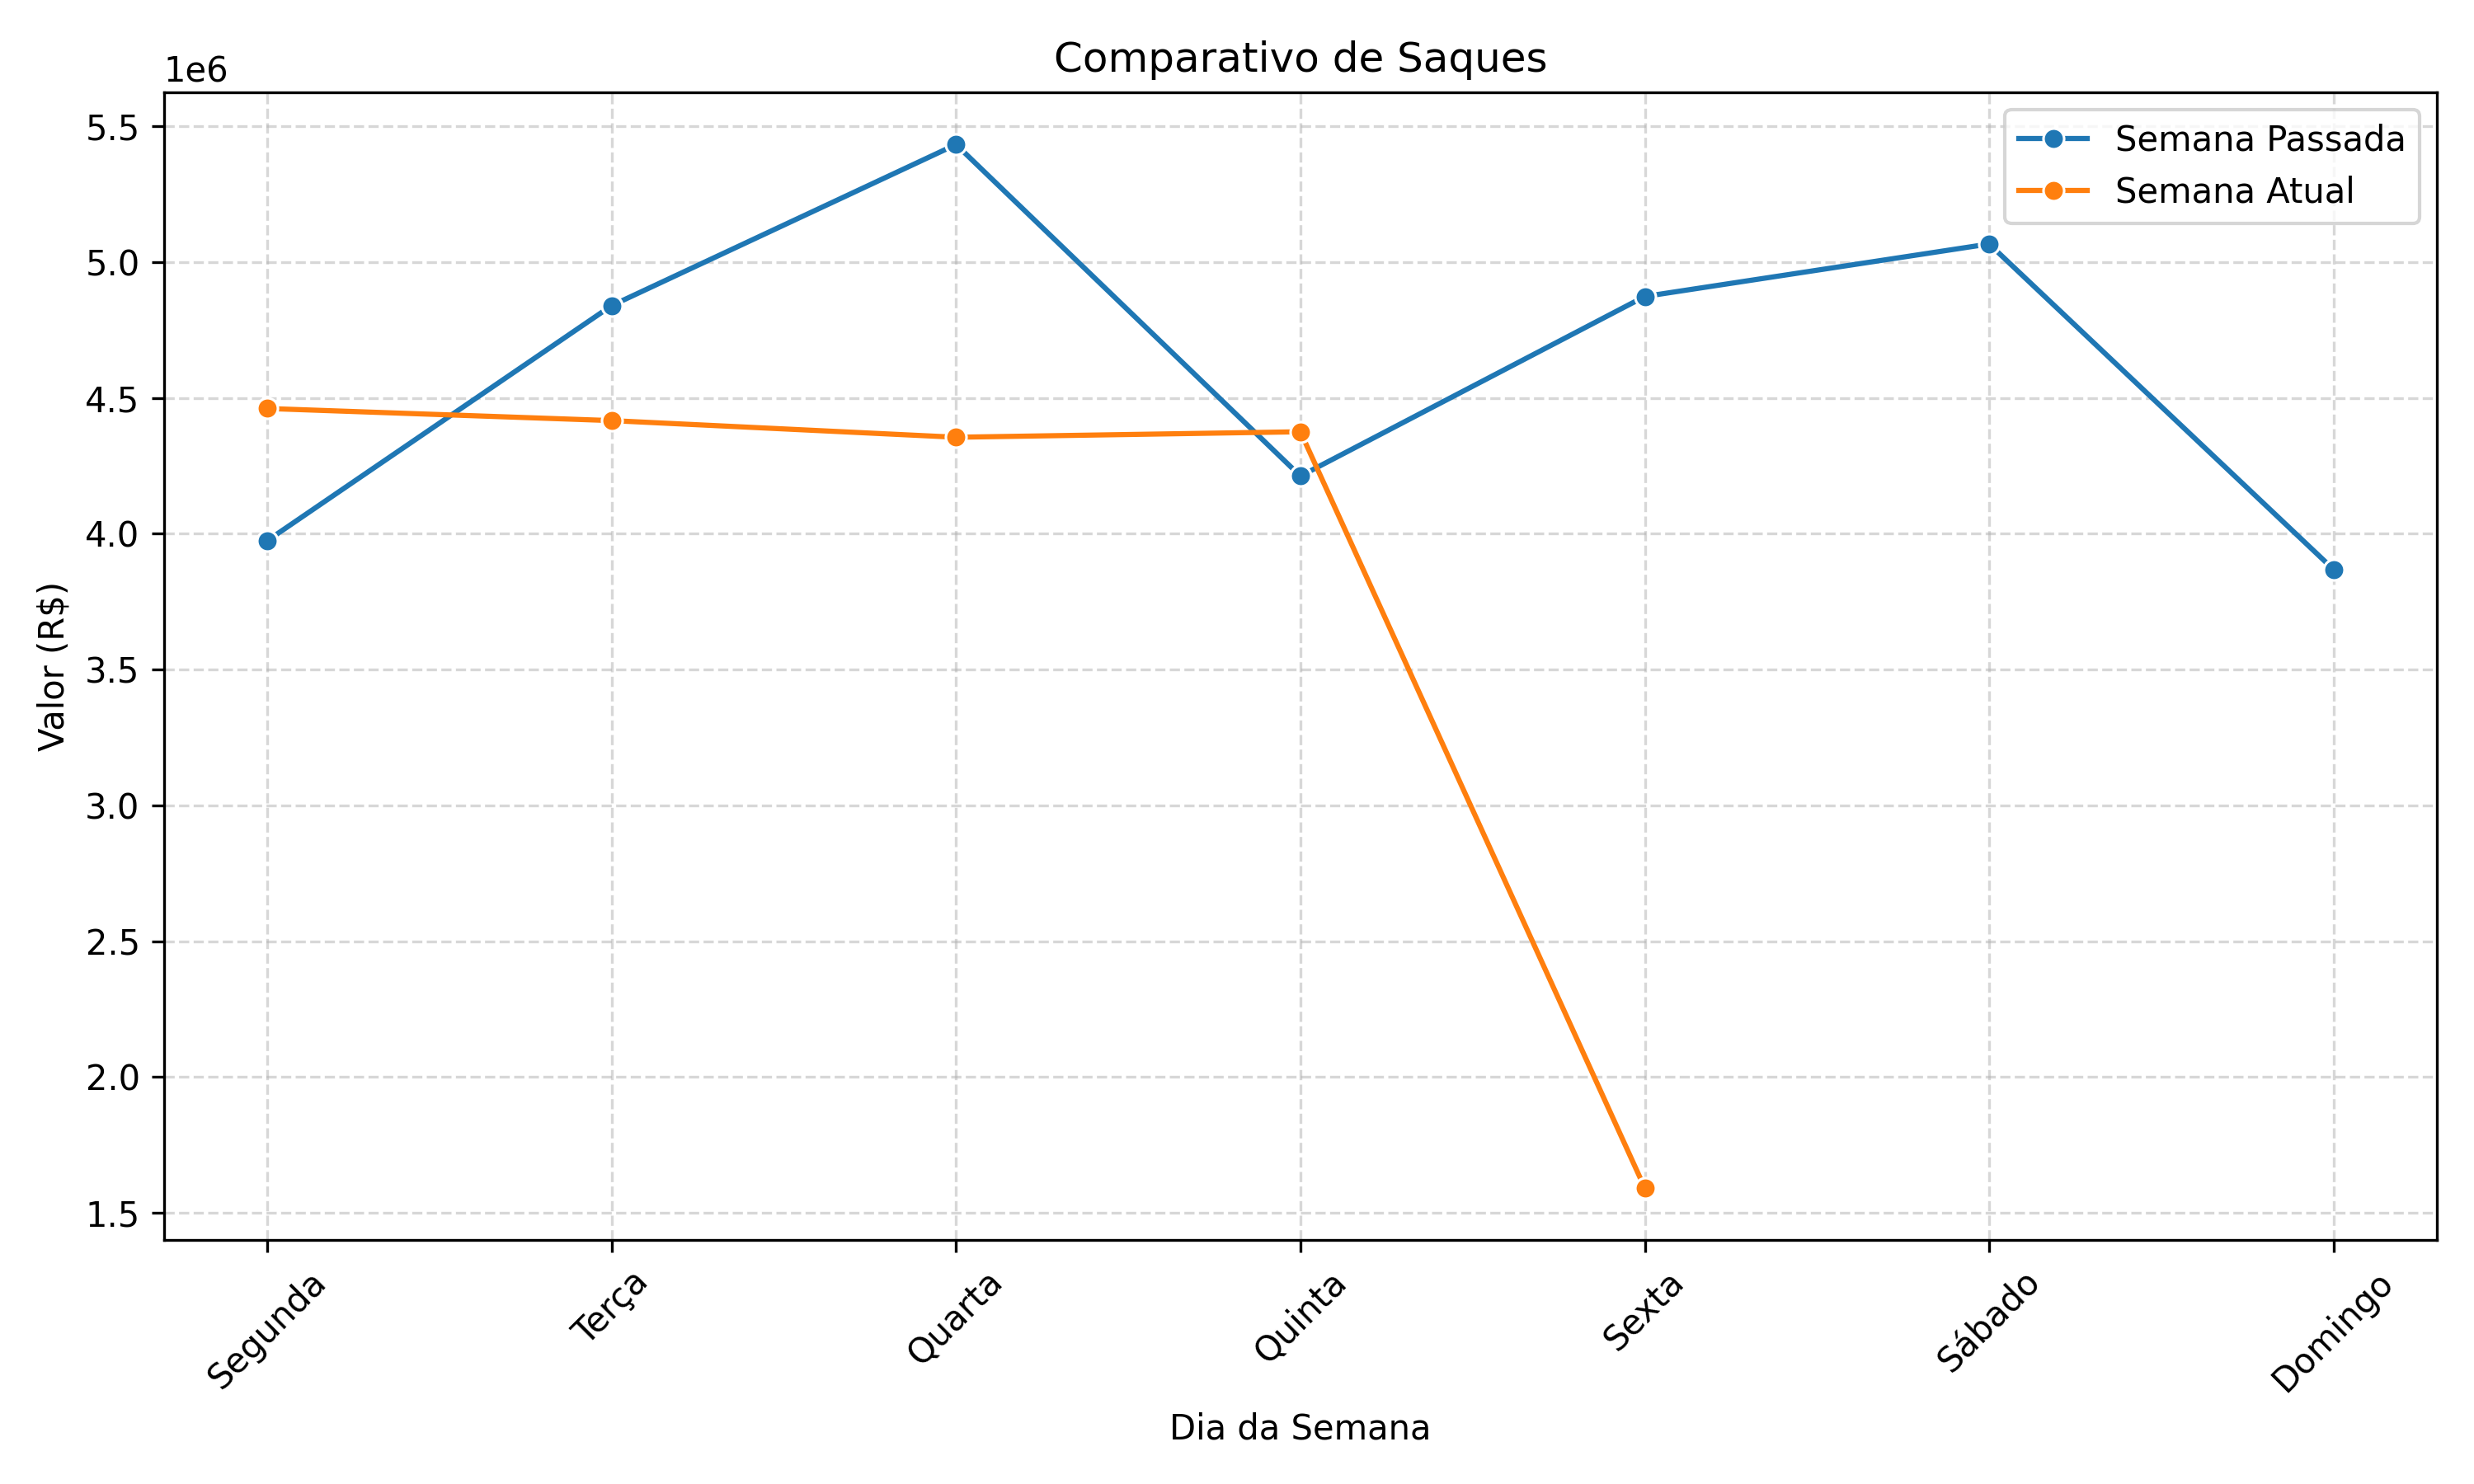 Comparativo de Saques
1e6
5.5
5.0
4.5
4.0
3.5
3.0
2.5
2.0
1.5
Valor (R$)
Semana Passada
Semana Atual
Segunda
Terça
Quarta
Quinta
Sexta
Sábado
Domingo
Dia da Semana